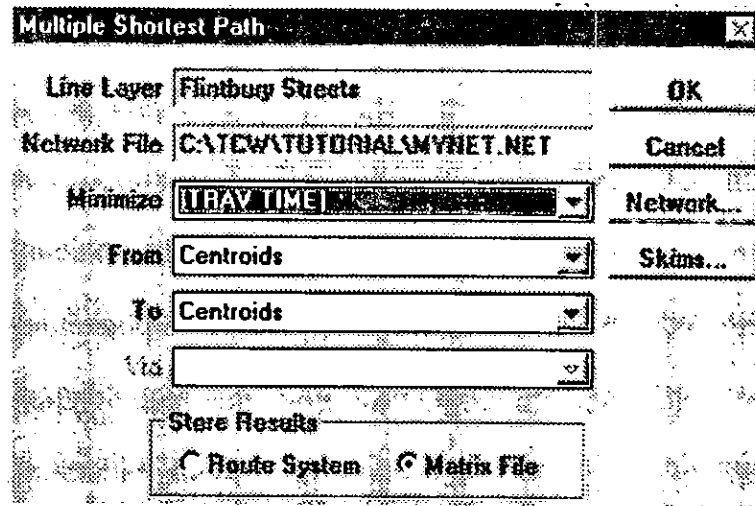 Multiple Shortest Path
Line Layer Flintbury Streets OK
Network File C:\TCW\TUTORIAL\MYNET.NET Cancel
Minimize [TRAV TIME] Network...
From Centroids Skims...
To Centroids
Via
Store Results
Route System Matrix File